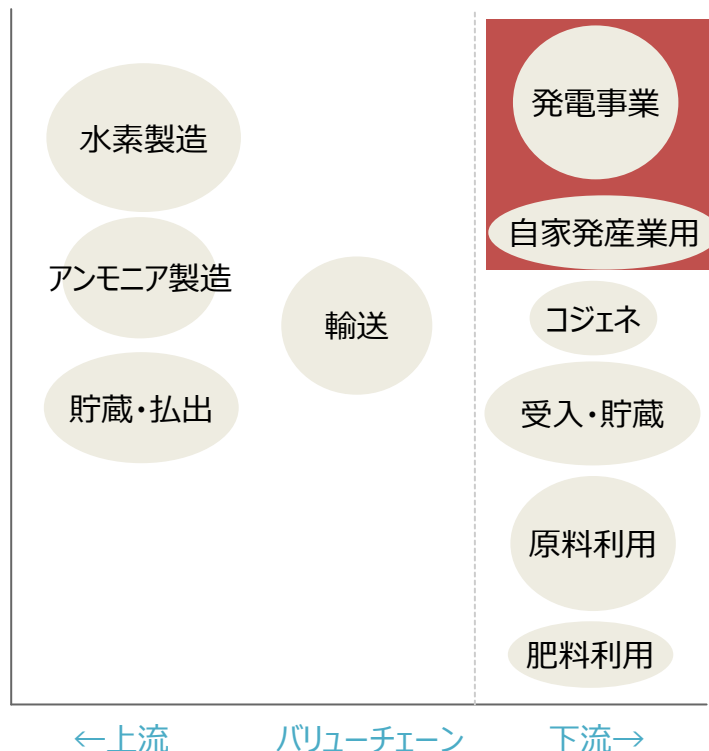 水素製造
アンモニア製造
貯蔵・払出
輸送
発電事業
自家発産業用
コジェネ
受入・貯蔵
原料利用
肥料利用
←上流
バリューチェーン
下流→